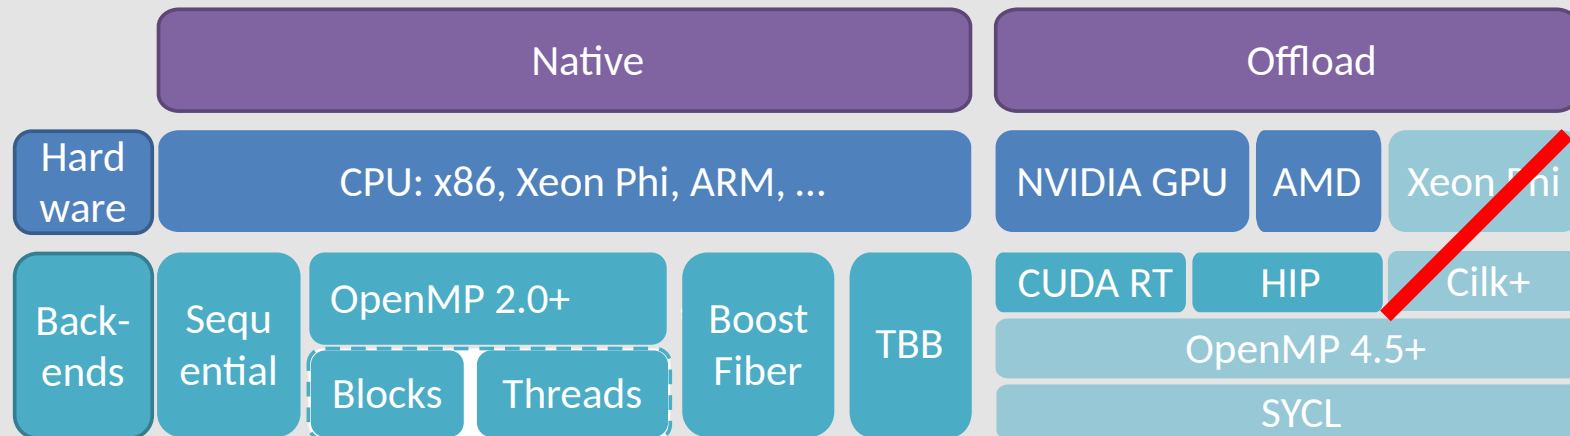 Native
Offload
Hard
ware
CPU: x86, Xeon Phi, ARM, ...
NVIDIA GPU
AMD
Xeon Phi
Back-
ends
Sequ
ential
OpenMP 2.0+
Blocks
Threads
Boost
Fiber
TBB
CUDA RT
HIP
Cilk+
OpenMP 4.5+
SYCL